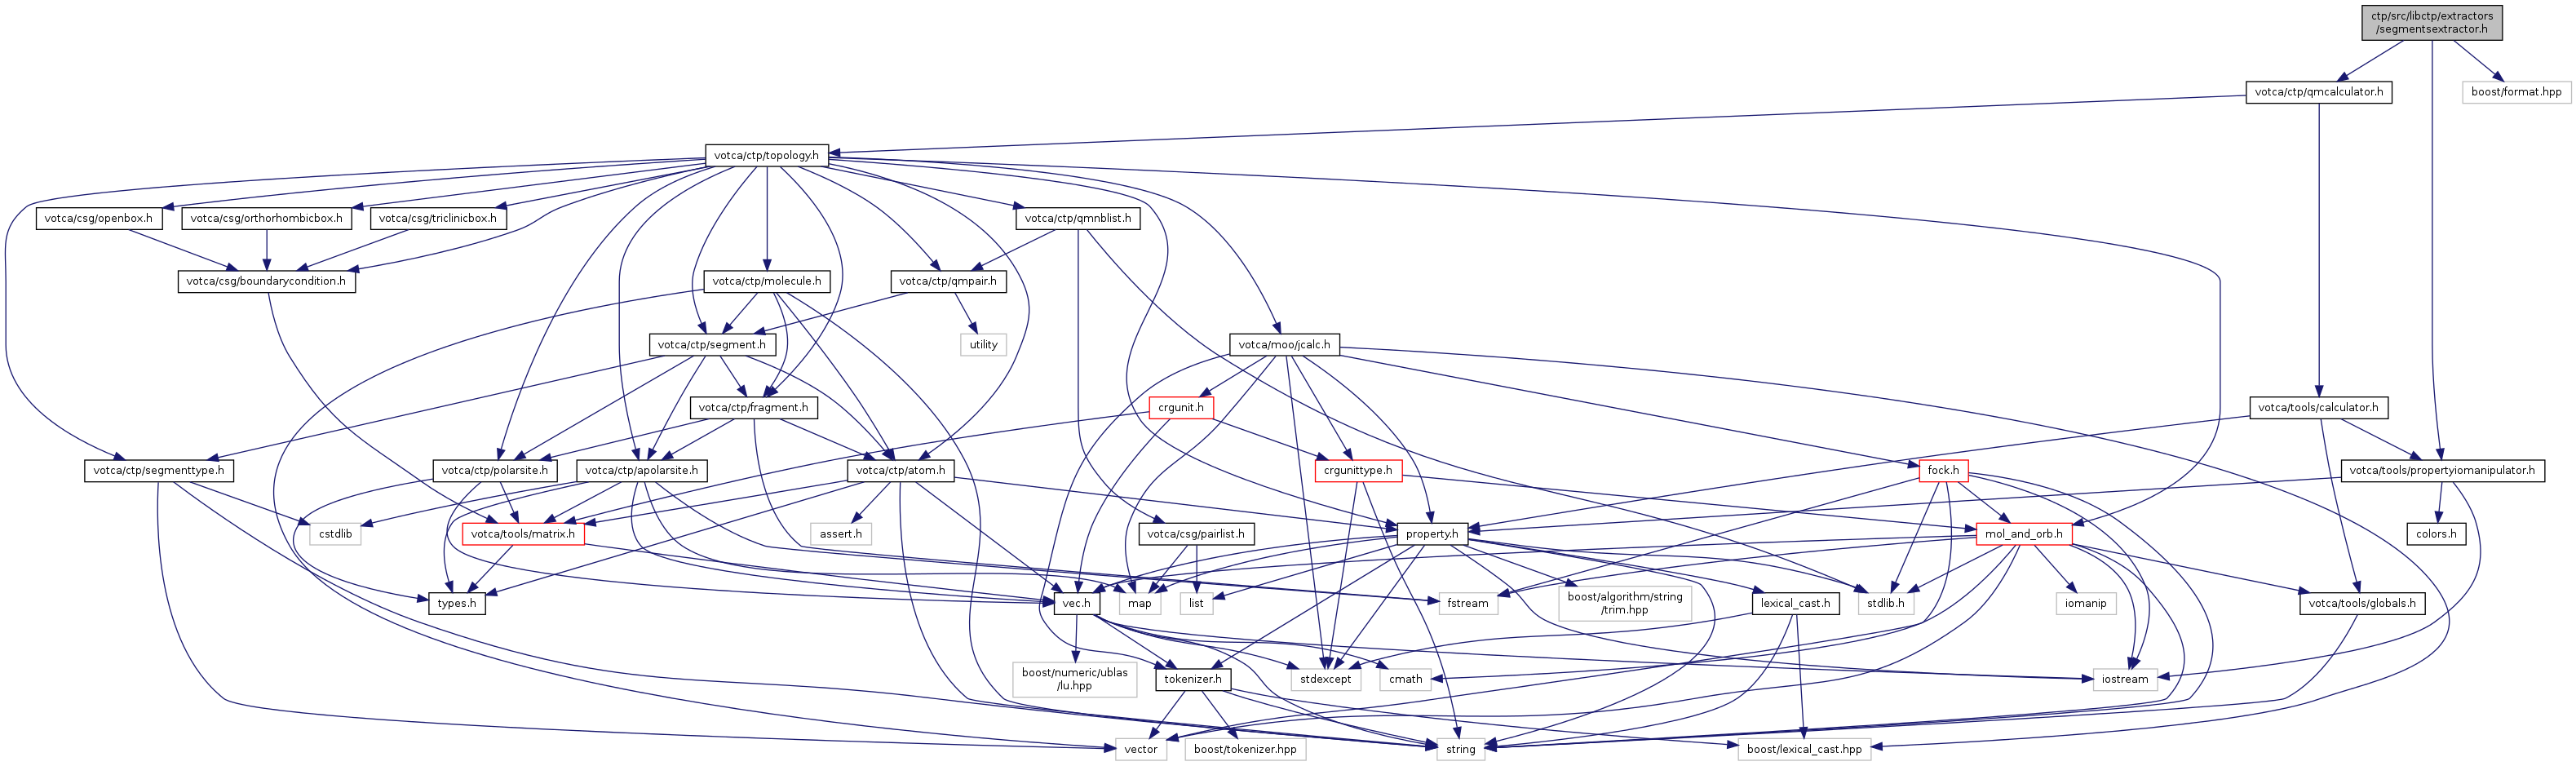 ctp/src/libctp/extractors
/segmentsextractor.h
votca/ctp/qmcalculator.h
boost/format.hpp
votca/ctp/topology.h
votca/csg/openbox.h
votca/csg/orthorhombicbox.h
votca/csg/triclinicbox.h
votca/ctp/qmnblist.h
votca/csg/boundarycondition.h
votca/ctp/molecule.h
votca/ctp/qmpair.h
votca/ctp/segment.h
utility
votca/moo/jcalc.h
votca/ctp/fragment.h
crgunit.h
votca/tools/calculator.h
votca/ctp/segmenttype.h
votca/ctp/polarsite.h
votca/ctp/apolarsite.h
votca/ctp/atom.h
crgunittype.h
fock.h
votca/tools/propertyiomanipulator.h
cstdlib
votca/tools/matrix.h
assert.h
votca/csg/pairlist.h
property.h
mol_and_orb.h
colors.h
types.h
vec.h
map
list
fstream
boost/algorithm/string
/trim.hpp
lexical_cast.h
stdlib.h
iomanip
votca/tools/globals.h
boost/numeric/ublas
/lu.hpp
tokenizer.h
stdexcept
cmath
iostream
vector
boost/tokenizer.hpp
string
boost/lexical_cast.hpp